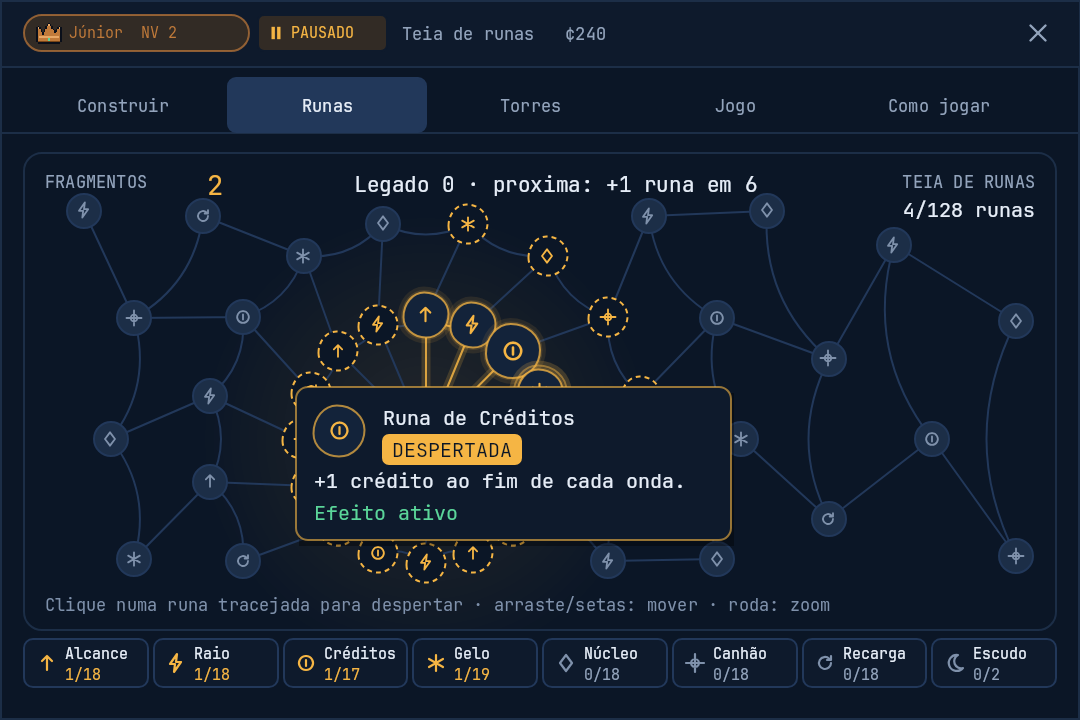 Júnior NV 2
PAUSADO
Teia de runas ₵240
Construir
Runas
Torres
Jogo
Como jogar
FRAGMENTOS 2
Legado 0 · proxima: +1 runa em 6
TEIA DE RUNAS
4/128 runas
Runa de Créditos
DESPERTADA
+1 crédito ao fim de cada onda.
Efeito ativo
Clique numa runa tracejada para despertar · arraste/setas: mover · roda: zoom
Alcance
1/18
Raio
1/18
Créditos
1/17
Gelo
1/19
Núcleo
0/18
Canhão
0/18
Recarga
0/18
Escudo
0/2